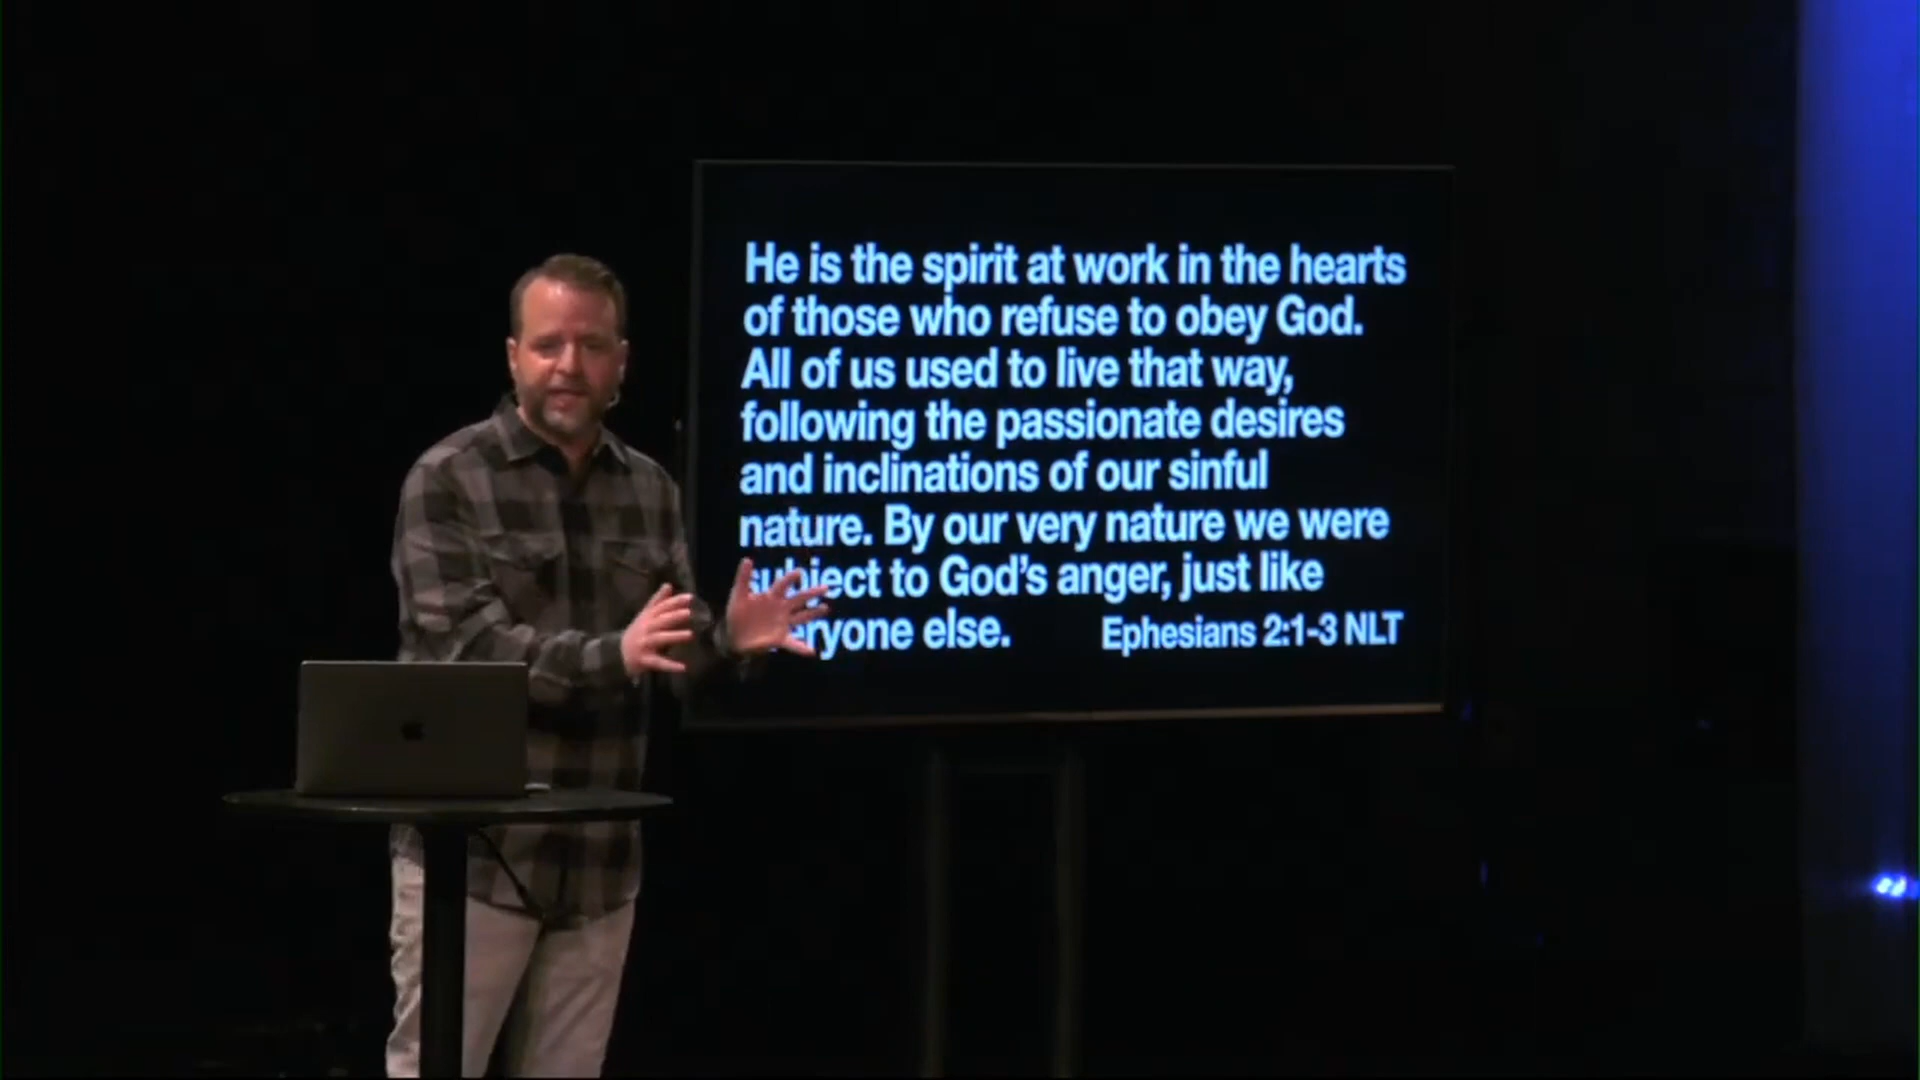 He is the spirit at work in the hearts
of those who refuse to obey God.
All of us used to live that way,
following the passionate desires
and inclinations of our sinful
nature. By our very nature we were
subject to God's anger, just like
everyone else. Ephesians 2:1-3 NLT